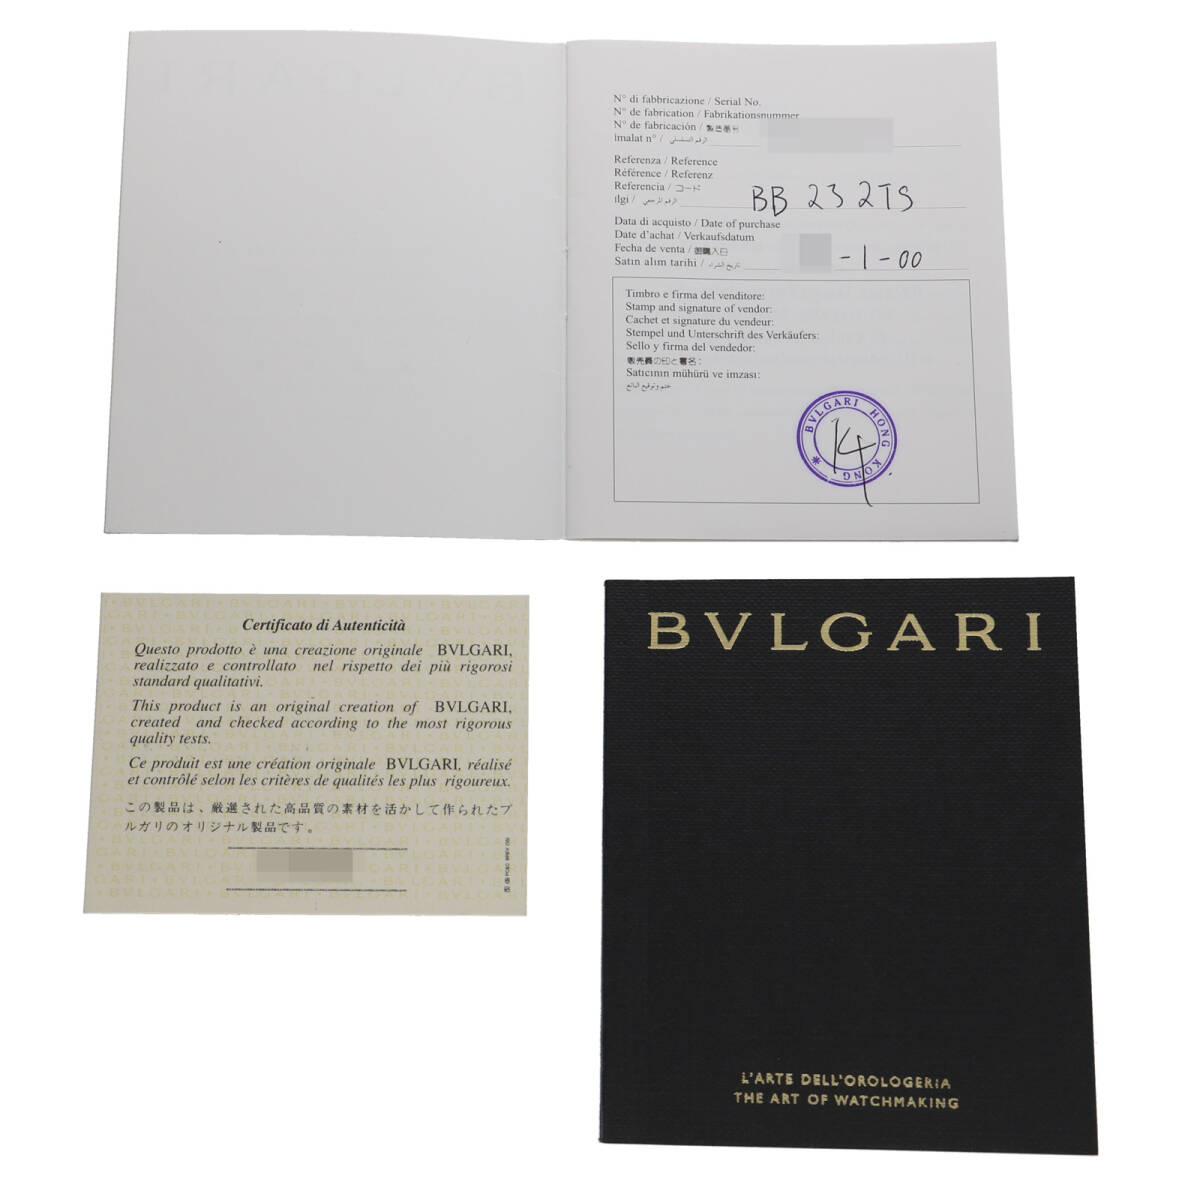 BVLGARI
N° di fabbricazione / Serial No.
N° de fabrication / Fabrikationsnummer
N° de fabricación / 製造番号
Imalat n° / الرقم التسلسلي
Referenza / Reference
Référence / Referenz
Referencia / コード
ilgi / الرقم المرجعي
BB 232TS
Data di acquisto / Date of purchase
Date d'achat / Verkaufsdatum
Fecha de venta / ご購入日
Satın alım tarihi / تاريخ الشراء
-1-00
Timbro e firma del venditore:
Stamp and signature of vendor:
Cachet et signature du vendeur:
Stempel und Unterschrift des Verkäufers:
Sello y firma del vendedor:
販売員の印と署名:
Satıcının mühürü ve imzası:
ختم وتوقيع البائع
BVLGARI HONG KONG
14
Certificato di Autenticità
Questo prodotto è una creazione originale BVLGARI,
realizzato e controllato nel rispetto dei più rigorosi
standard qualitativi.
This product is an original creation of BVLGARI,
created and checked according to the most rigorous
quality tests.
Ce produit est une création originale BVLGARI, réalisé
et contrôlé selon les critères de qualités les plus rigoureux.
この製品は、厳選された高品質の素材を活かして作られたブ
ルガリのオリジナル製品です。
BVLGARI
L'ARTE DELL'OROLOGERIA
THE ART OF WATCHMAKING